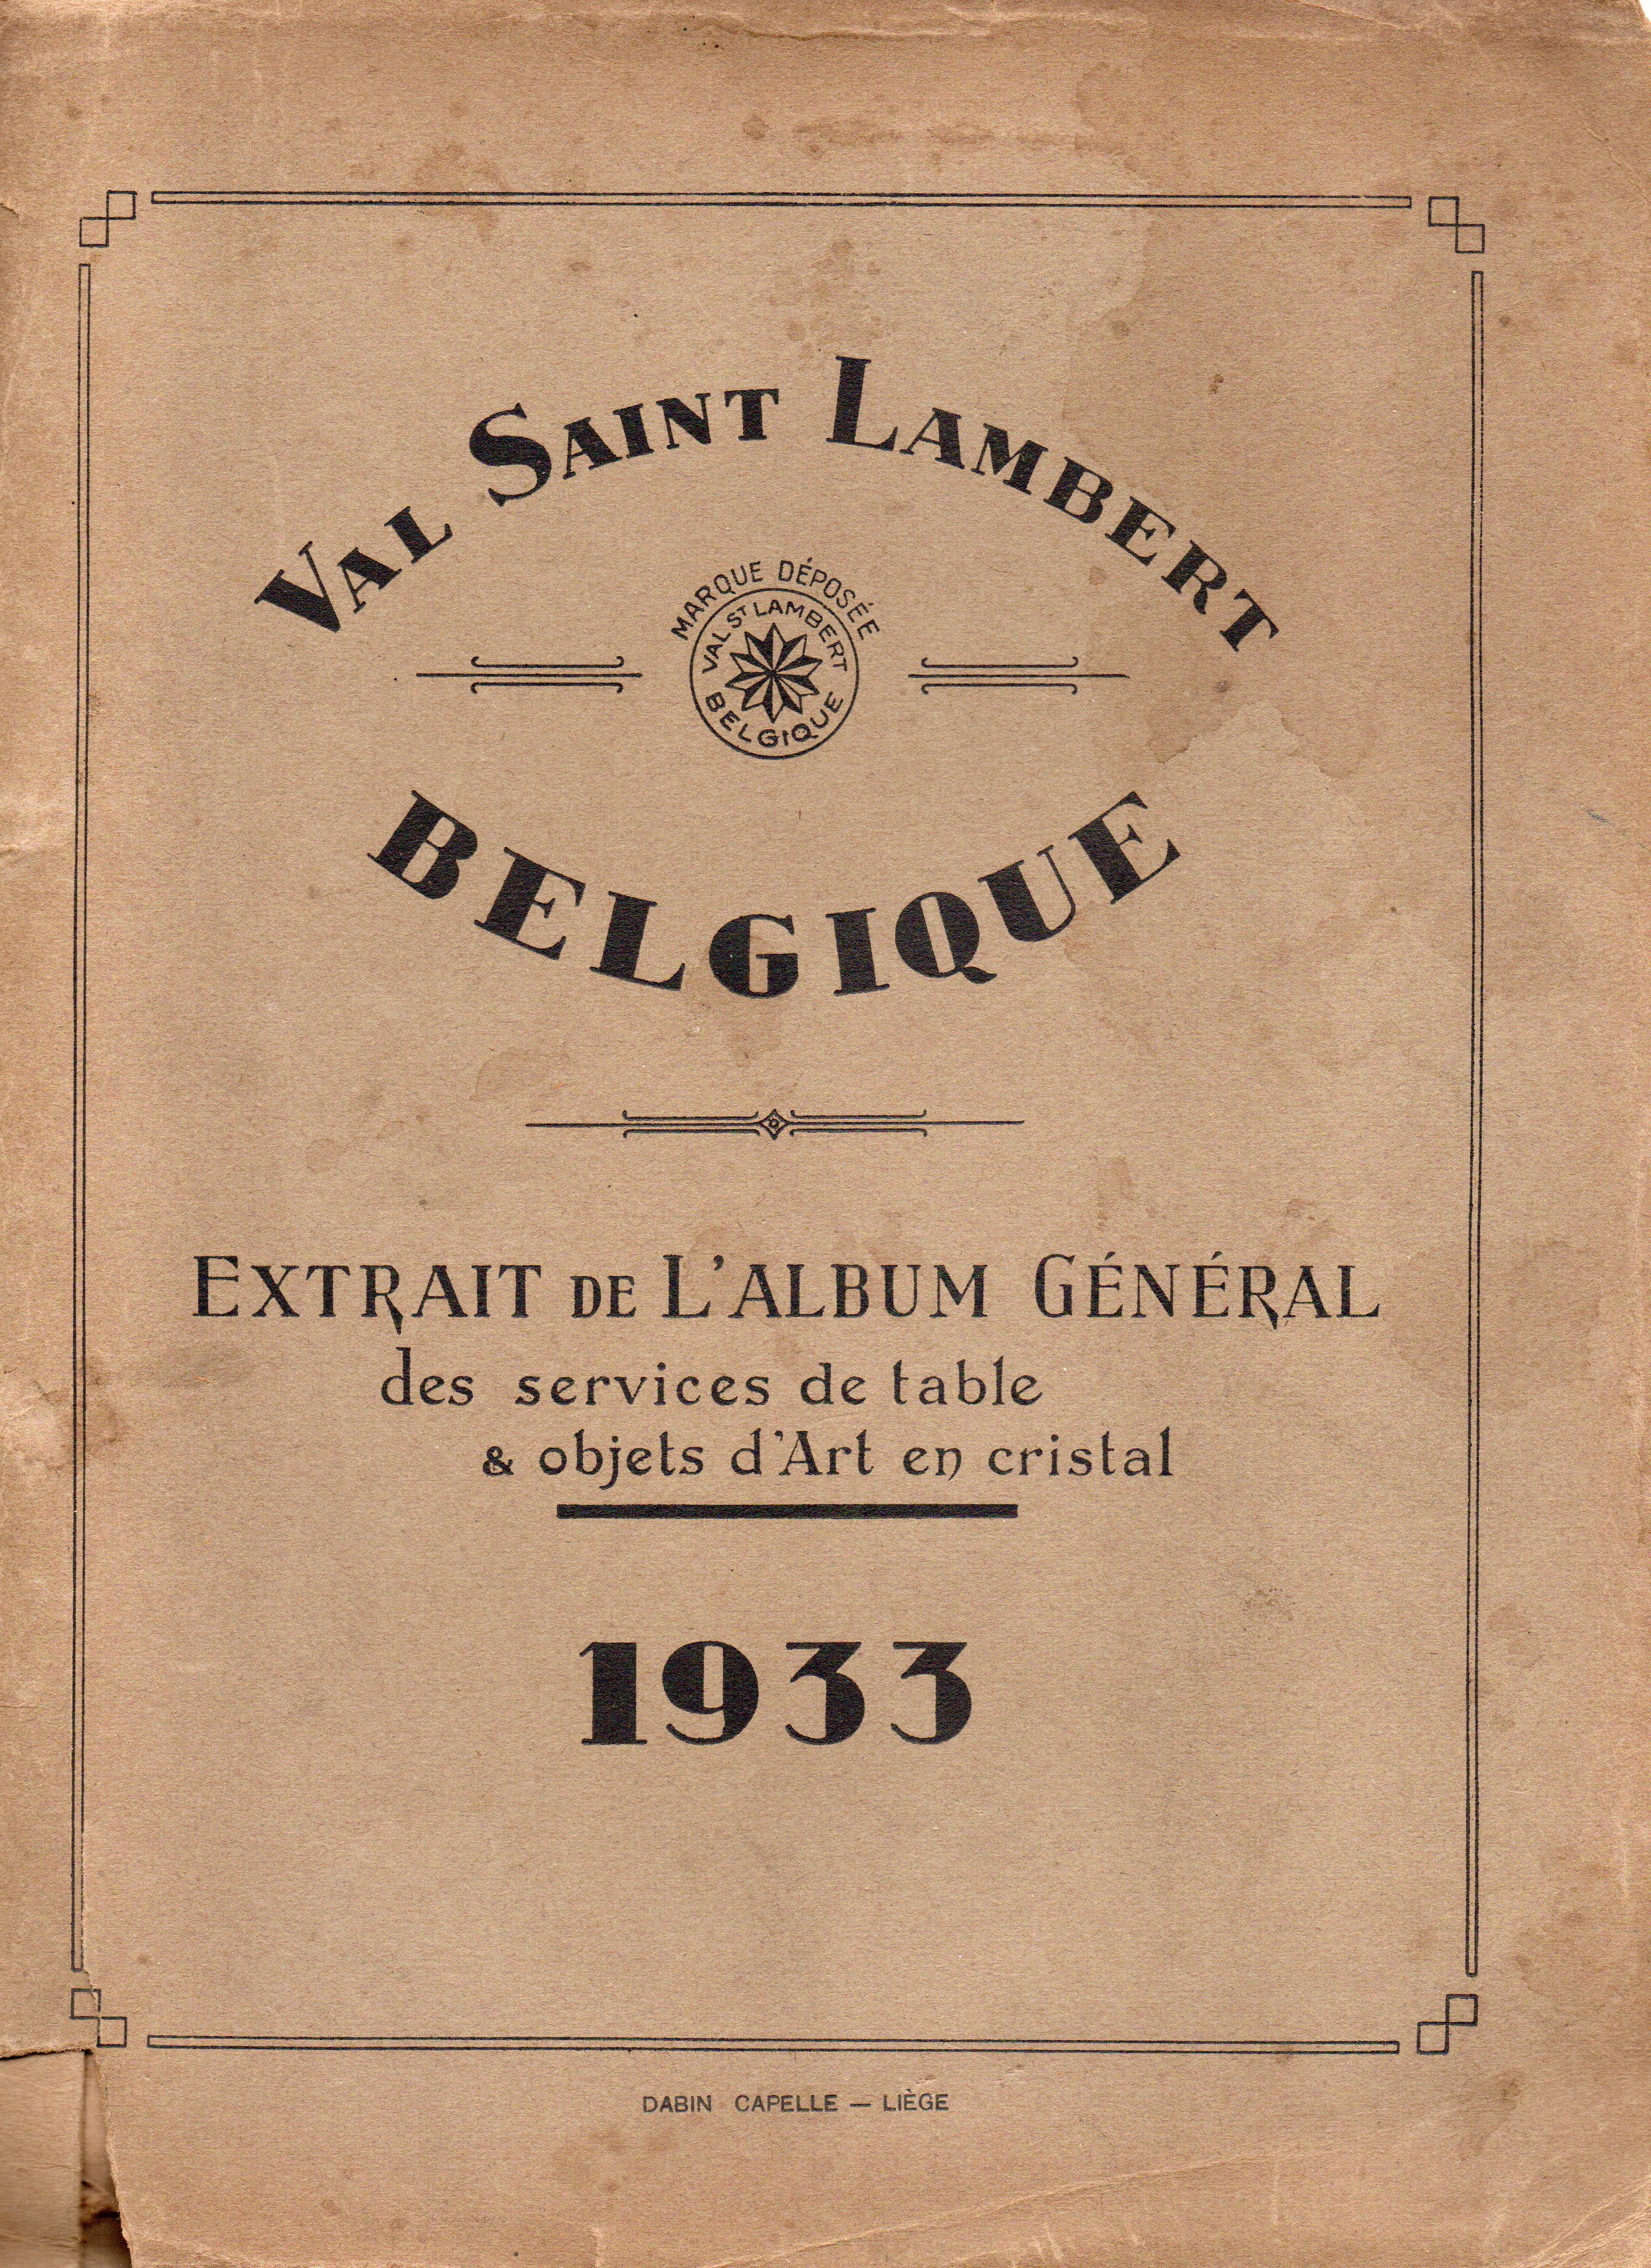 VAL SAINT LAMBERT
MARQUE DÉPOSÉE
VAL ST LAMBERT
BELGIQUE
BELGIQUE
EXTRAIT DE L'ALBUM GÉNÉRAL
des services de table
& objets d'Art en cristal
1933
DABIN CAPELLE — LIÈGE